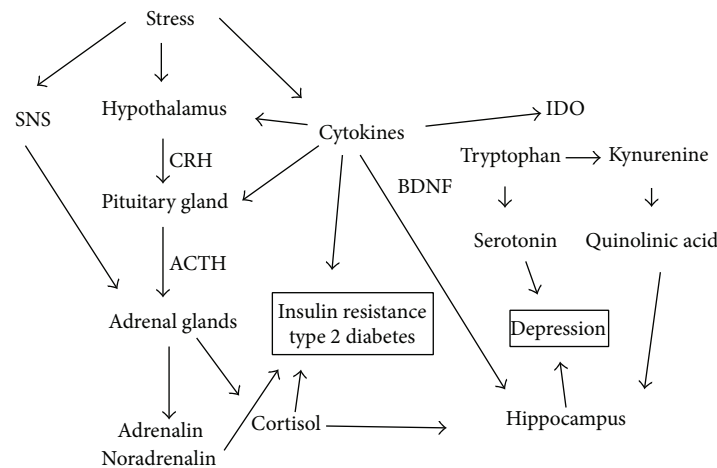 Stress
SNS
Hypothalamus
Cytokines
IDO
CRH
Tryptophan
Kynurenine
BDNF
Pituitary gland
Serotonin
Quinolinic acid
ACTH
Adrenal glands
Insulin resistance
type 2 diabetes
Depression
Adrenalin
Noradrenalin
Cortisol
Hippocampus